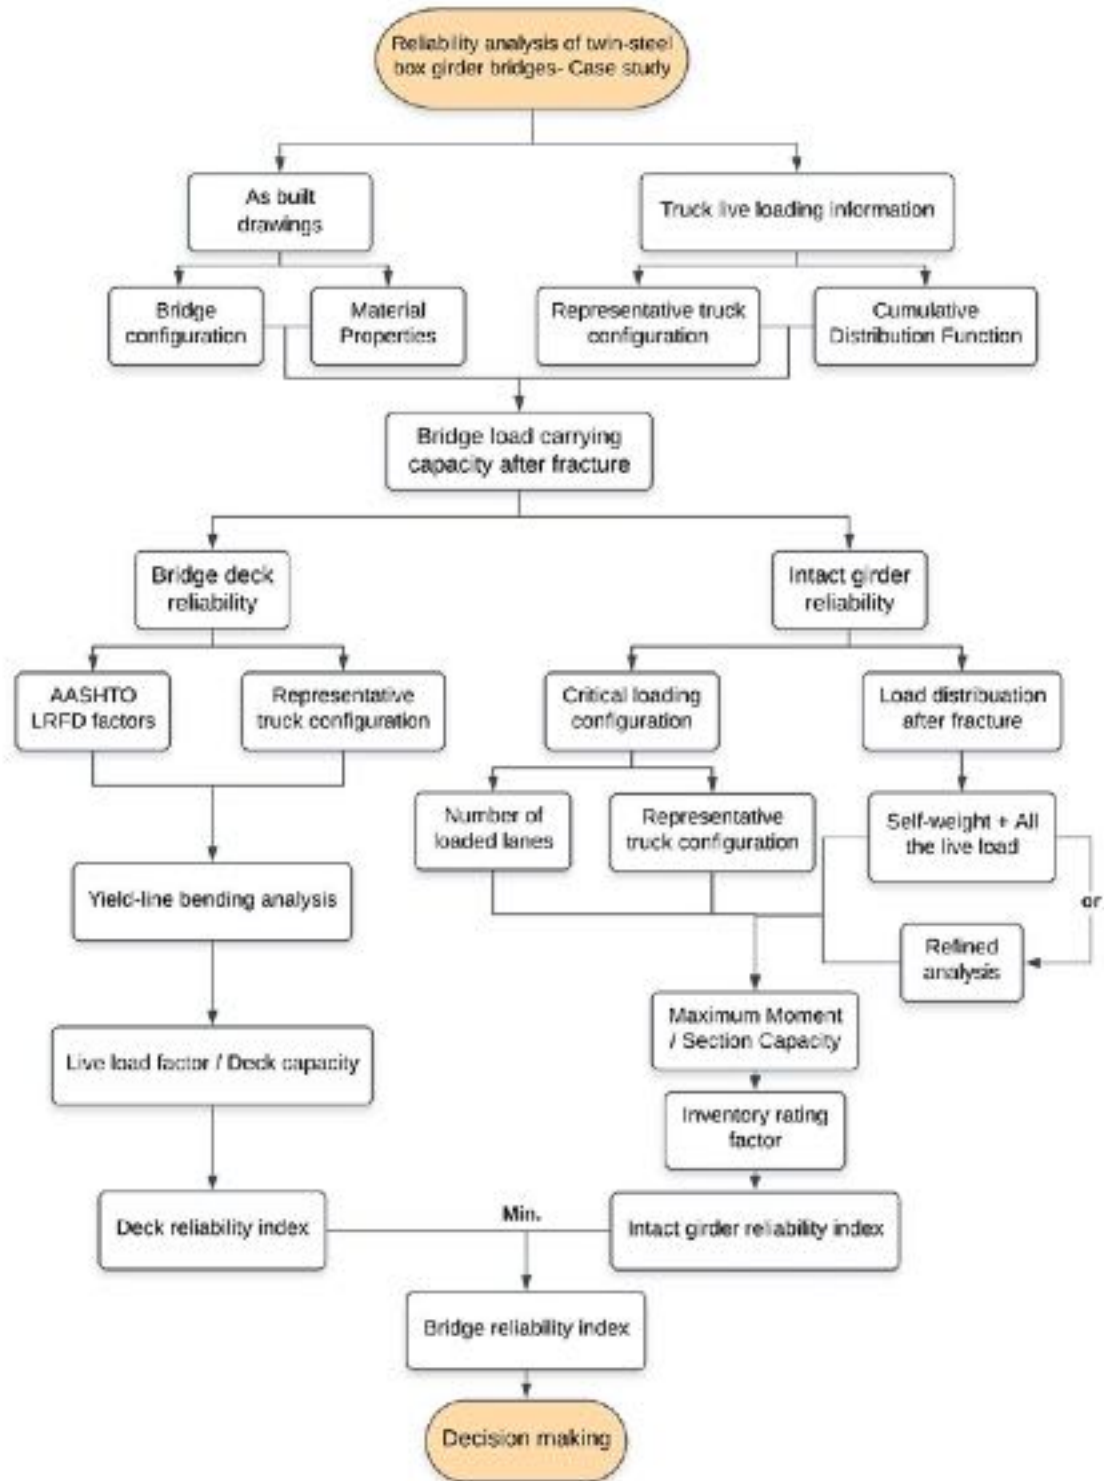 Reliability analysis of twin-steel
box girder bridges- Case study
As built
drawings
Truck live loading information
Bridge
configuration
Material
Properties
Representative truck
configuration
Cumulative
Distribution Function
Bridge load carrying
capacity after fracture
Bridge deck
reliability
Intact girder
reliability
AASHTO
LRFD factors
Representative
truck configuration
Critical loading
configuration
Load distribuation
after fracture
Number of
loaded lanes
Representative
truck configuration
Self-weight + All
the live load
or
Yield-line bending analysis
Refined
analysis
Maximum Moment
/ Section Capacity
Live load factor / Deck capacity
Inventory rating
factor
Deck reliability index
Min.
Intact girder reliability index
Bridge reliability index
Decision making